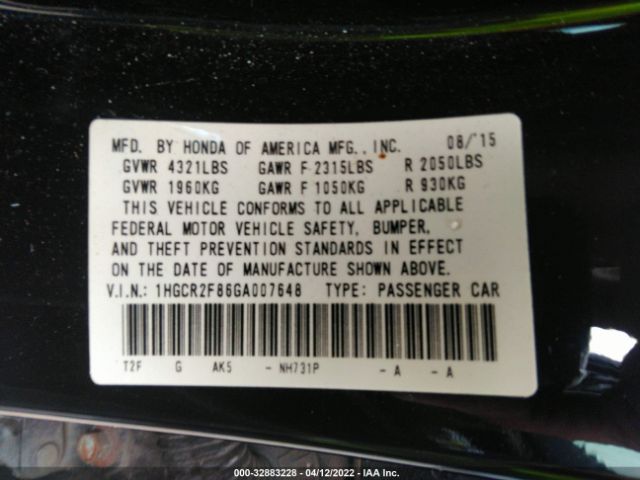 MFD. BY HONDA OF AMERICA MFG., INC. 08/'15
GVWR 4321LBS GAWR F 2315LBS R 2050LBS
GVWR 1960KG GAWR F 1050KG R 930KG
THIS VEHICLE CONFORMS TO ALL APPLICABLE
FEDERAL MOTOR VEHICLE SAFETY, BUMPER,
AND THEFT PREVENTION STANDARDS IN EFFECT
ON THE DATE OF MANUFACTURE SHOWN ABOVE.
V.I.N.: 1HGCR2F86GA007648 TYPE: PASSENGER CAR
T2F G AK5 - NH731P - A - A
000-32883228 - 04/12/2022 - IAA Inc.